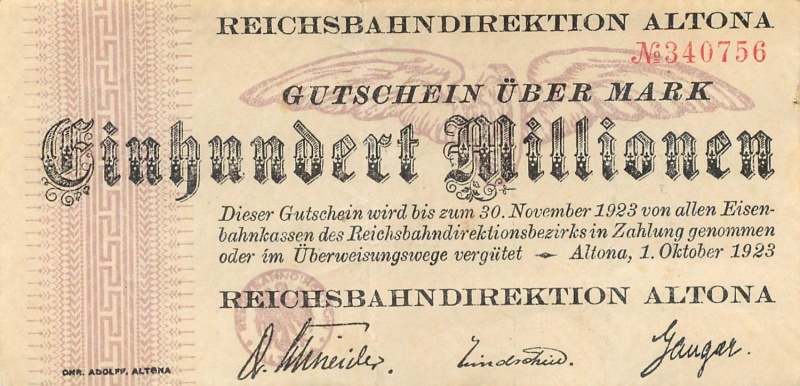 REICHSBAHNDIREKTION ALTONA
№340756
GUTSCHEIN ÜBER MARK
Einhundert Millionen
Dieser Gutschein wird bis zum 30. November 1923 von allen Eisen-
bahnkassen des Reichsbahndirektionsbezirks in Zahlung genommen
oder im Überweisungswege vergütet Altona, 1. Oktober 1923
REICHSBAHNDIREKTION ALTONA
Schneider.
CHR. ADOLFF, ALTONA